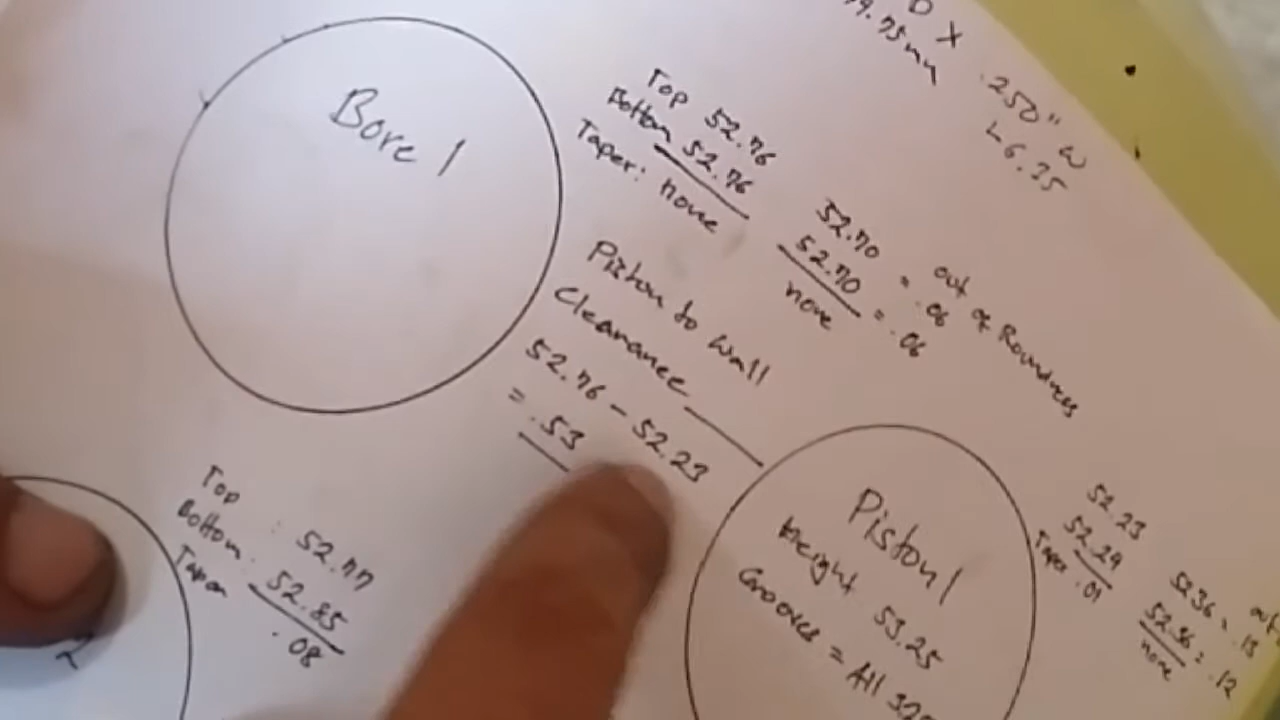 Bore 1
Top 52.76
Bottom 52.76
Taper: none
52.70
52.70
none
= .06
= .06
out of Roundness
.250" W
6.35
Piston to wall
Clearance
52.76 - 52.23
= .53
Top : 52.77
Bottom: 52.85
Taper .08
Piston 1
Height 53.25
Grooves = All
52.23
52.24
Taper .01
52.36 = .13
52.36 = .12
none